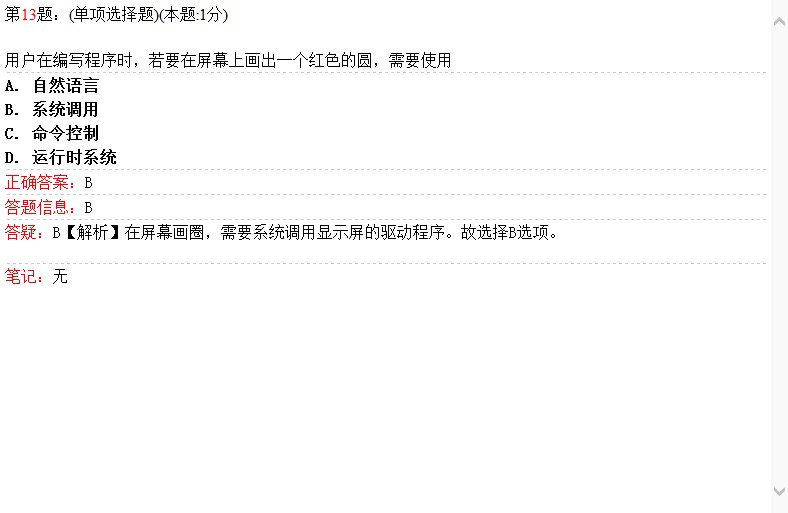 第13题：(单项选择题)(本题:1分)
用户在编写程序时，若要在屏幕上画出一个红色的圆，需要使用
A. 自然语言
B. 系统调用
C. 命令控制
D. 运行时系统
正确答案：B
答题信息：B
答疑：B【解析】在屏幕画圈，需要系统调用显示屏的驱动程序。故选择B选项。
笔记：无